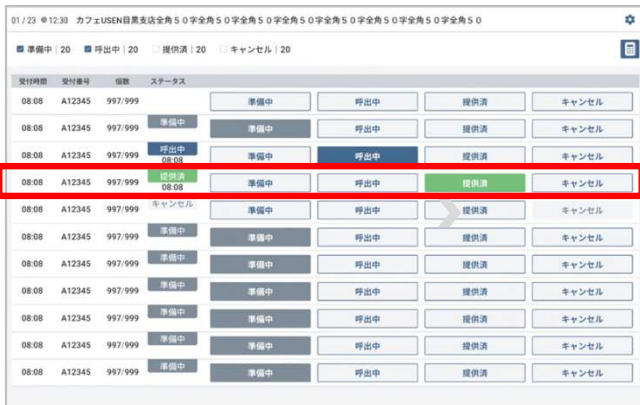 01 / 23 12:30 カフェUSEN目黒支店全角５０字全角５０字全角５０字全角５０字全角５０字全角５０字全角５０
準備中｜20 呼出中｜20 提供済｜20 キャンセル｜20
受付時間 受付番号 個数 ステータス
08:08 A12345 997/999 準備中 呼出中 提供済 キャンセル
08:08 A12345 997/999 準備中 準備中 呼出中 提供済 キャンセル
08:08 A12345 997/999 呼出中 08:08 準備中 呼出中 提供済 キャンセル
08:08 A12345 997/999 提供済 08:08 準備中 呼出中 提供済 キャンセル
08:08 A12345 997/999 キャンセル 準備中 呼出中 提供済 キャンセル
08:08 A12345 997/999 準備中 準備中 呼出中 提供済 キャンセル
08:08 A12345 997/999 準備中 準備中 呼出中 提供済 キャンセル
08:08 A12345 997/999 準備中 準備中 呼出中 提供済 キャンセル
08:08 A12345 997/999 準備中 準備中 呼出中 提供済 キャンセル
08:08 A12345 997/999 準備中 準備中 呼出中 提供済 キャンセル
08:08 A12345 997/999 準備中 準備中 呼出中 提供済 キャンセル